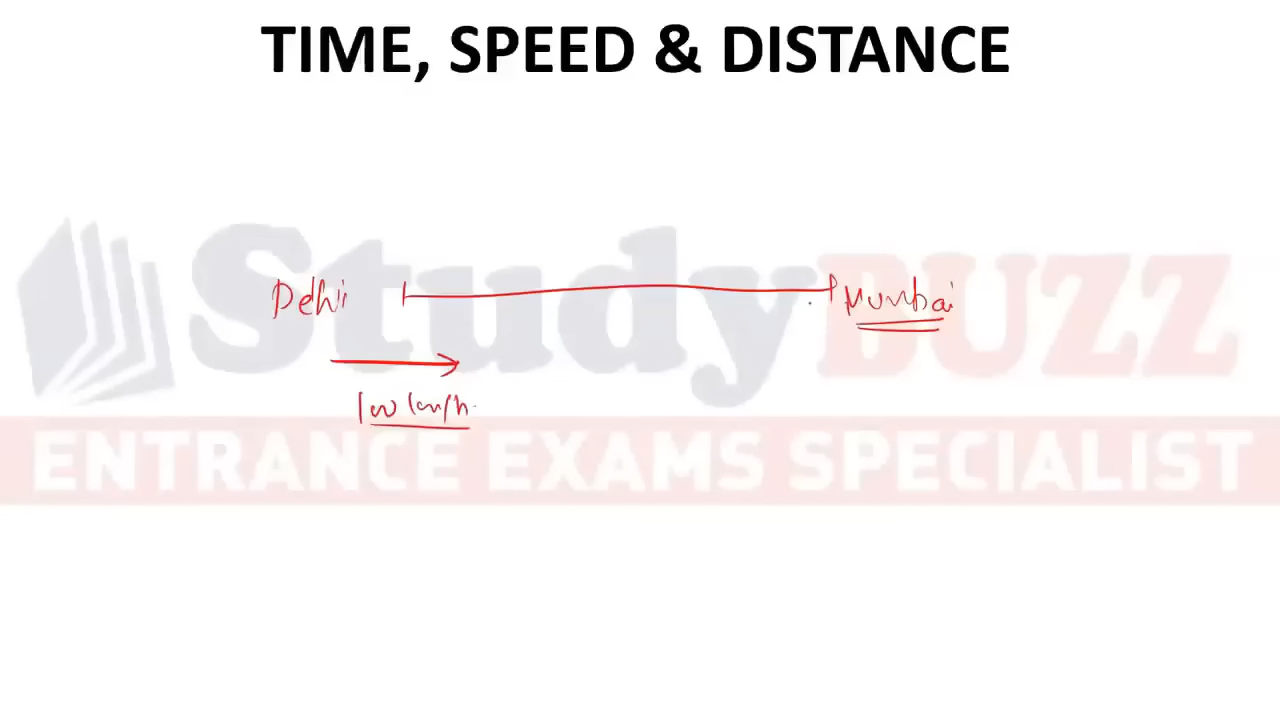 TIME, SPEED & DISTANCE
StudyBUZZ
Delhi Mumbai
100 km/h
ENTRANCE EXAMS SPECIALIST